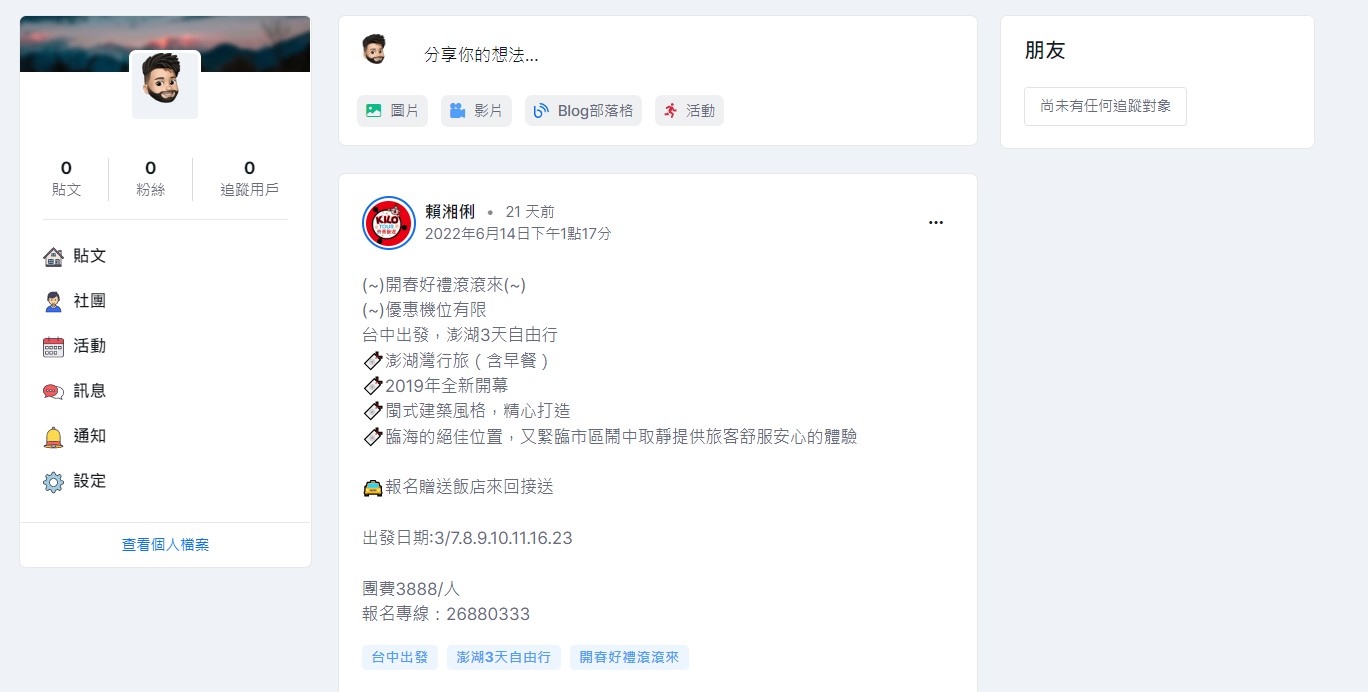 0
貼文
0
粉絲
0
追蹤用戶
貼文
社團
活動
訊息
通知
設定
查看個人檔案
分享你的想法...
圖片
影片
Blog部落格
活動
賴湘俐 • 21 天前
2022年6月14日下午1點17分
KILO
TOUR
(~)開春好禮滾滾來(~)
(~)優惠機位有限
台中出發，澎湖3天自由行
澎湖灣行旅（含早餐）
2019年全新開幕
閩式建築風格，精心打造
臨海的絕佳位置，又緊臨市區鬧中取靜提供旅客舒服安心的體驗
報名贈送飯店來回接送
出發日期:3/7.8.9.10.11.16.23
團費3888/人
報名專線：26880333
台中出發
澎湖3天自由行
開春好禮滾滾來
朋友
尚未有任何追蹤對象